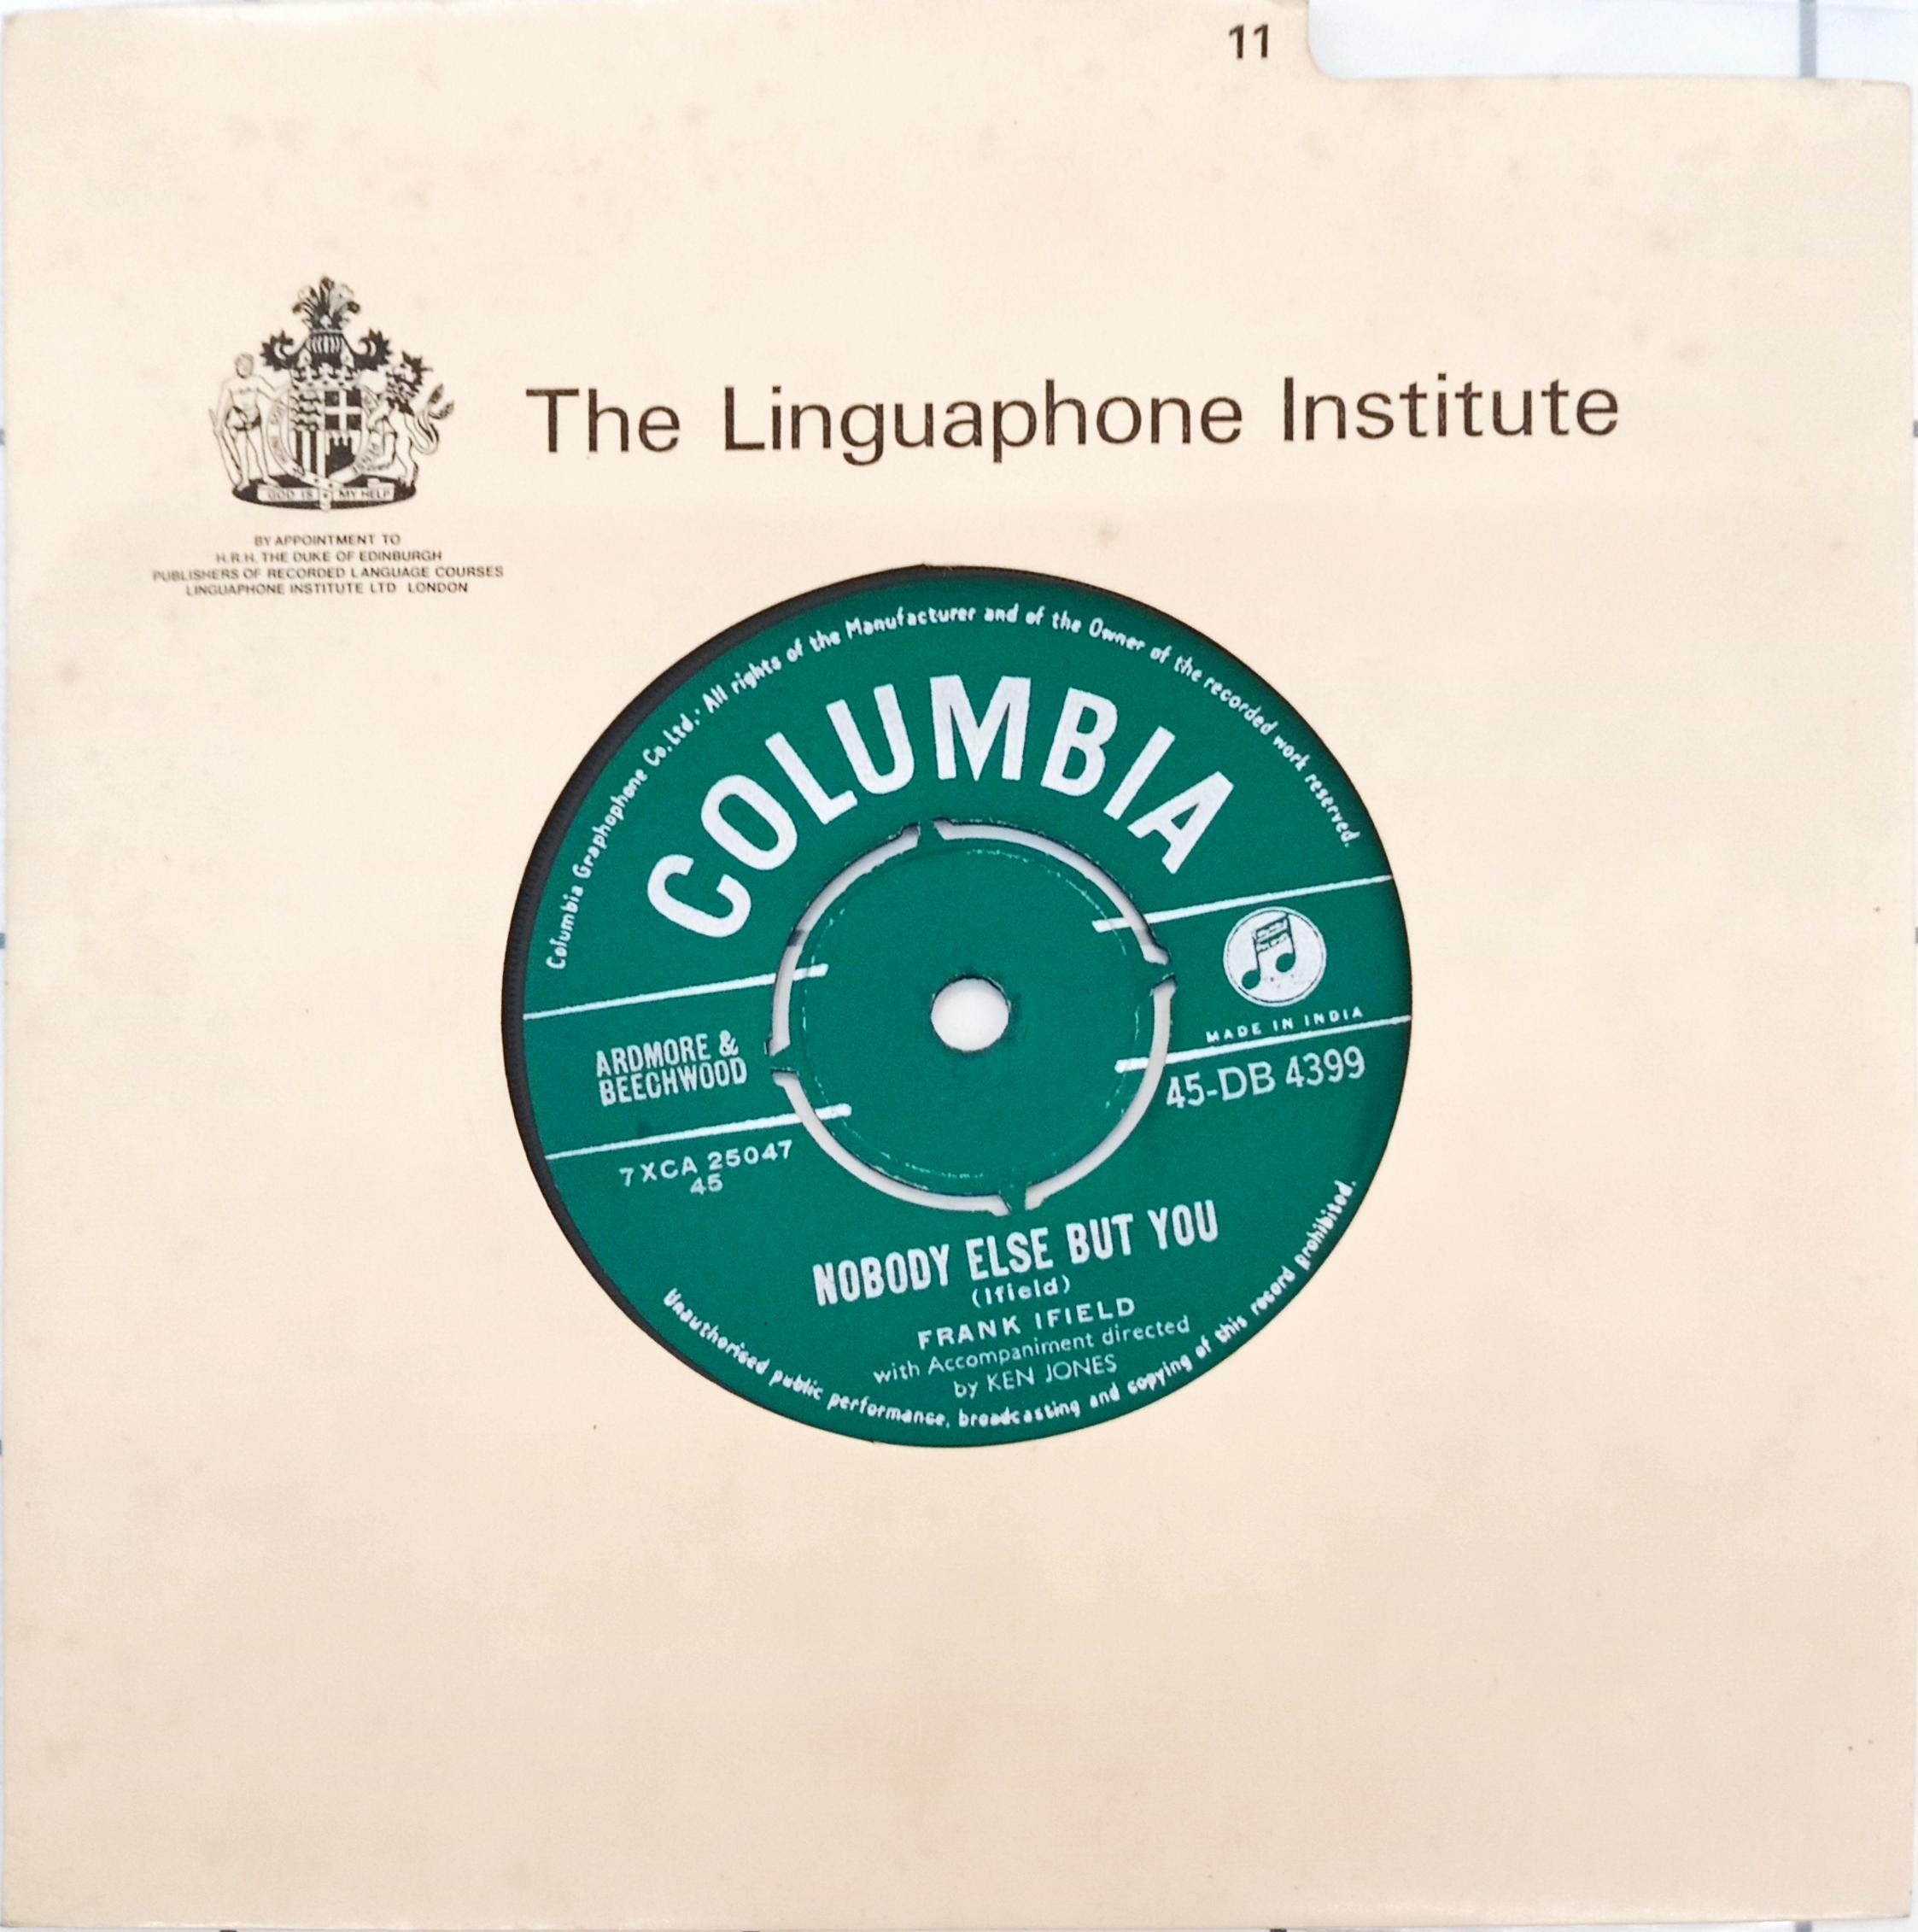 11
The Linguaphone Institute
GOD IS MY HELP
BY APPOINTMENT TO
H.R.H. THE DUKE OF EDINBURGH
PUBLISHERS OF RECORDED LANGUAGE COURSES
LINGUAPHONE INSTITUTE LTD LONDON
Columbia Graphophone Co. Ltd.: All rights of the Manufacturer and of the Owner of the recorded work reserved.
COLUMBIA
MADE IN INDIA
ARDMORE &
BEECHWOOD
45-DB 4399
7XCA 25047
45
NOBODY ELSE BUT YOU
(Ifield)
FRANK IFIELD
with Accompaniment directed
by KEN JONES
Unauthorised public performance, broadcasting and copying of this record prohibited.